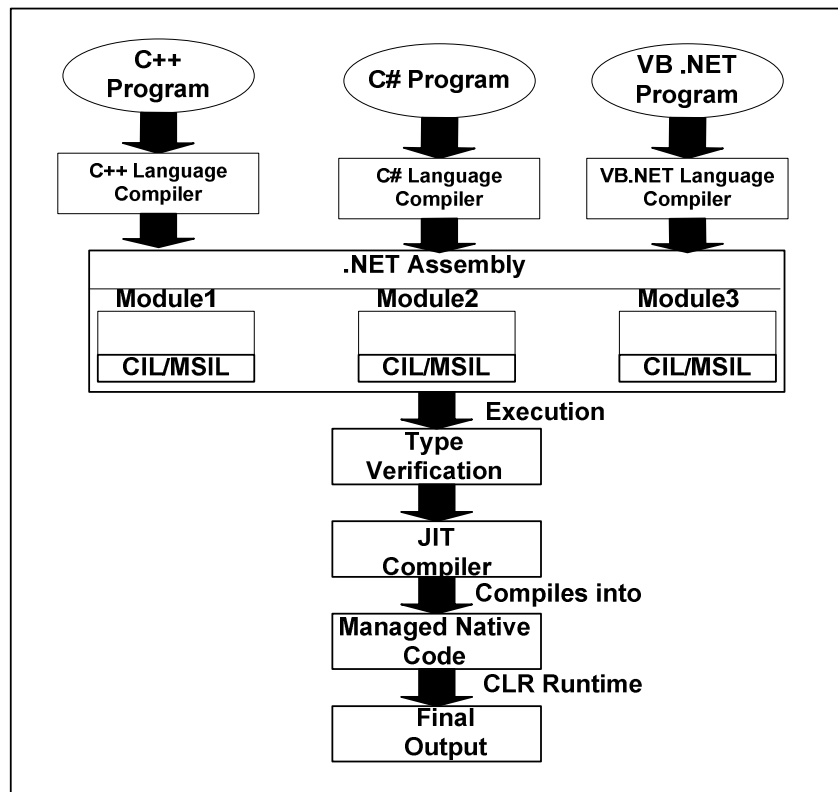 C++
Program
C# Program
VB .NET
Program
C++ Language
Compiler
C# Language
Compiler
VB.NET Language
Compiler
.NET Assembly
Module1
Module2
Module3
CIL/MSIL
CIL/MSIL
CIL/MSIL
Execution
Type
Verification
JIT
Compiler
Compiles into
Managed Native
Code
CLR Runtime
Final
Output